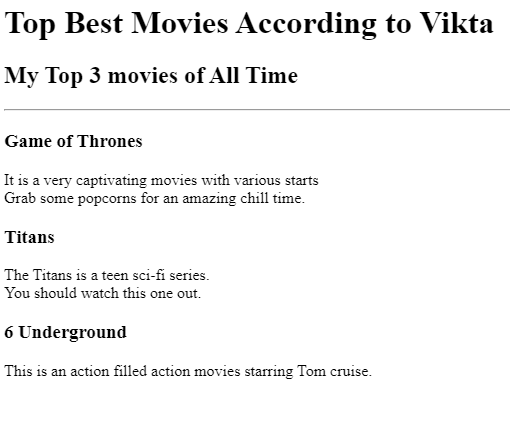 Top Best Movies According to Vikta
My Top 3 movies of All Time
Game of Thrones
It is a very captivating movies with various starts
Grab some popcorns for an amazing chill time.
Titans
The Titans is a teen sci-fi series.
You should watch this one out.
6 Underground
This is an action filled action movies starring Tom cruise.